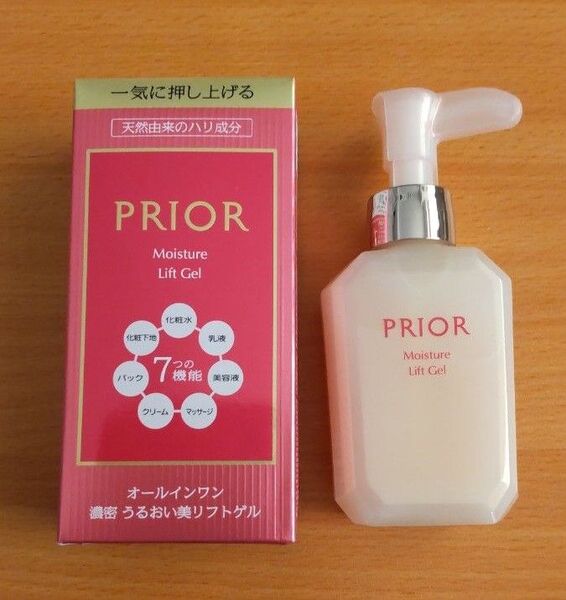 一気に押し上げる
天然由来のハリ成分
PRIOR
Moisture
Lift Gel
化粧水
化粧下地
乳液
7つの
機能
パック
美容液
クリーム
マッサージ
オールインワン
濃密 うるおい美リフトゲル
PRIOR
Moisture
Lift Gel